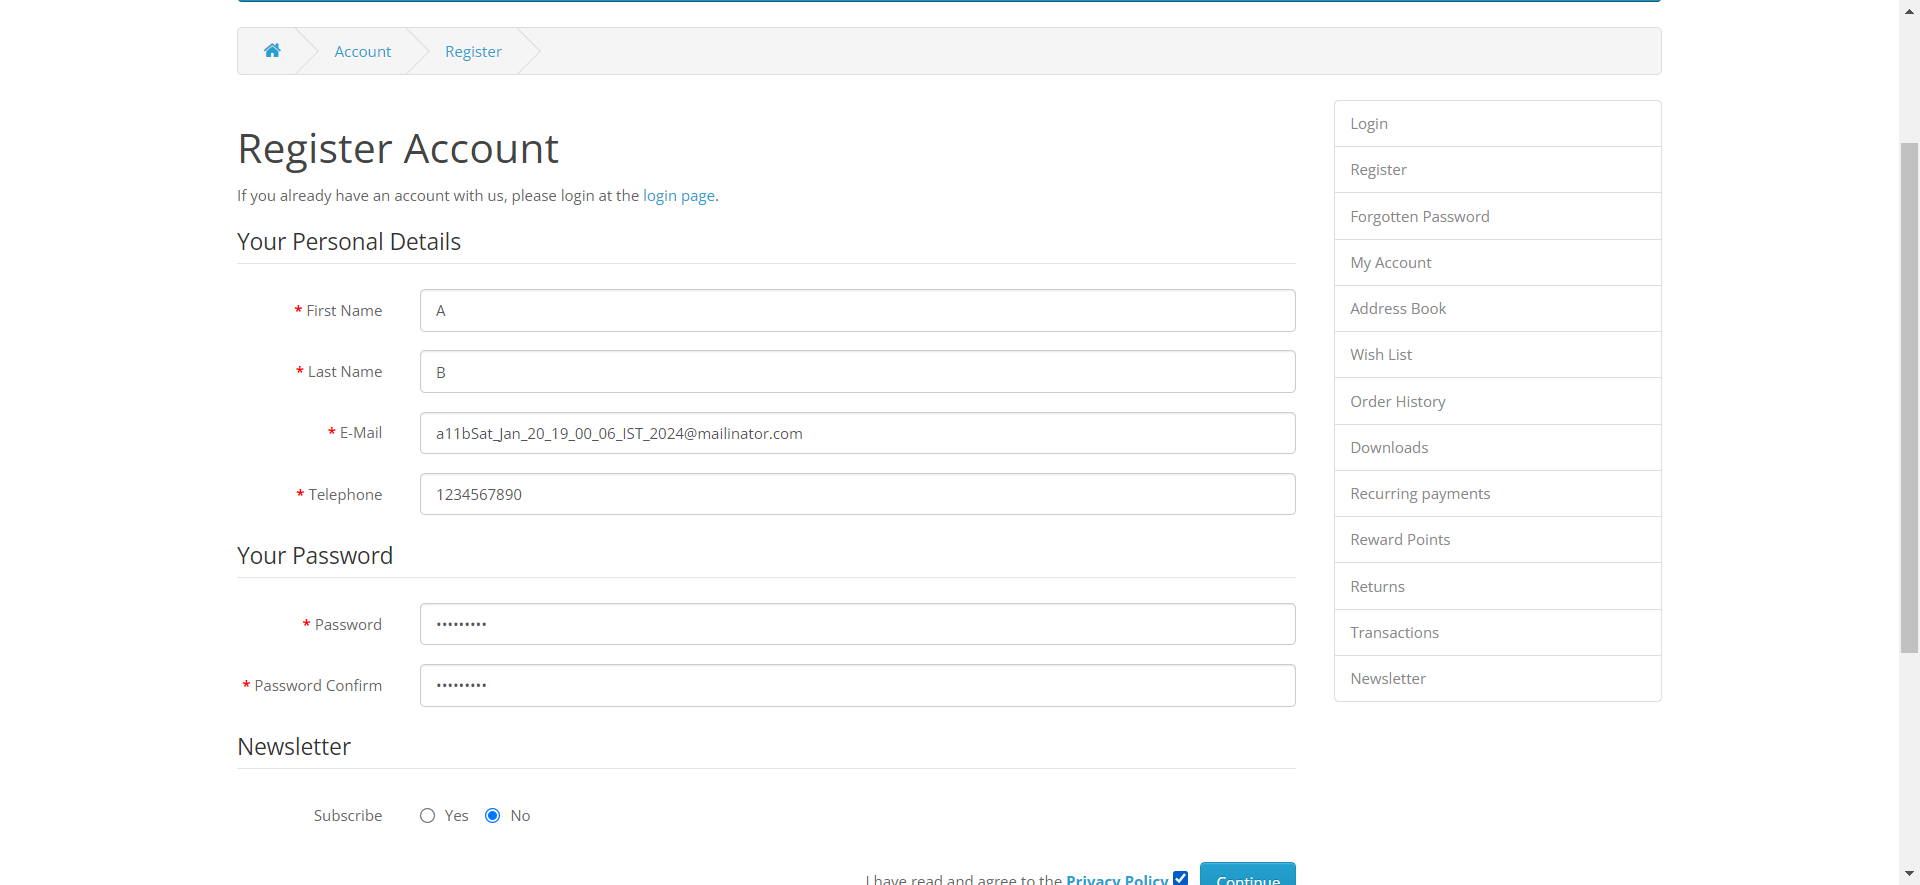 Account
Register
Register Account
If you already have an account with us, please login at the login page.
Your Personal Details
* First Name
A
* Last Name
B
* E-Mail
a11bSat_Jan_20_19_00_06_IST_2024@mailinator.com
* Telephone
1234567890
Your Password
* Password
•••••••••
* Password Confirm
•••••••••
Newsletter
Subscribe
Yes
No
I have read and agree to the Privacy Policy
Continue
Login
Register
Forgotten Password
My Account
Address Book
Wish List
Order History
Downloads
Recurring payments
Reward Points
Returns
Transactions
Newsletter